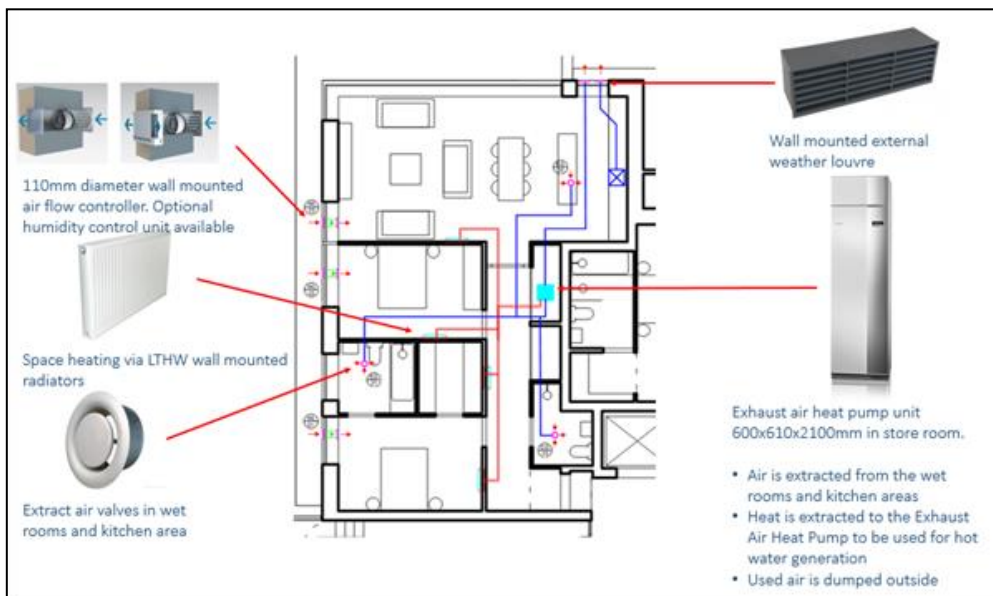 110mm diameter wall mounted
air flow controller. Optional
humidity control unit available
Space heating via LTHW wall mounted
radiators
Extract air valves in wet
rooms and kitchen area
Wall mounted external
weather louvre
Exhaust air heat pump unit
600x610x2100mm in store room.
• Air is extracted from the wet
rooms and kitchen areas
• Heat is extracted to the Exhaust
Air Heat Pump to be used for hot
water generation
• Used air is dumped outside